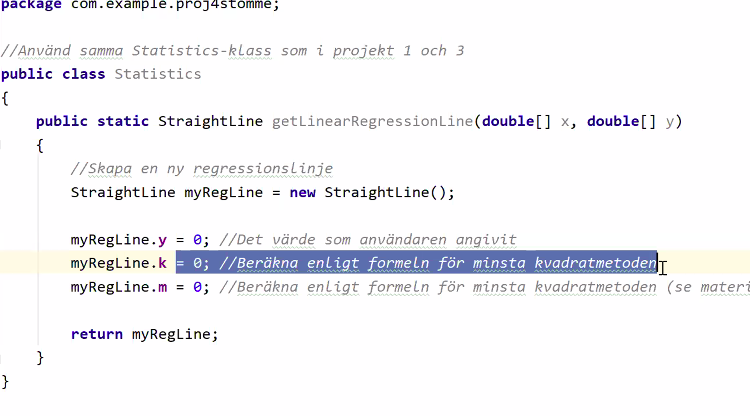 package com.example.proj4stomme;
//Använd samma Statistics-klass som i projekt 1 och 3
public class Statistics
{
public static StraightLine getLinearRegressionLine(double[] x, double[] y)
{
//Skapa en ny regressionslinje
StraightLine myRegLine = new StraightLine();
myRegLine.y = 0; //Det värde som användaren angivit
myRegLine.k = 0; //Beräkna enligt formeln för minsta kvadratmetoden
myRegLine.m = 0; //Beräkna enligt formeln för minsta kvadratmetoden (se materi
return myRegLine;
}
}